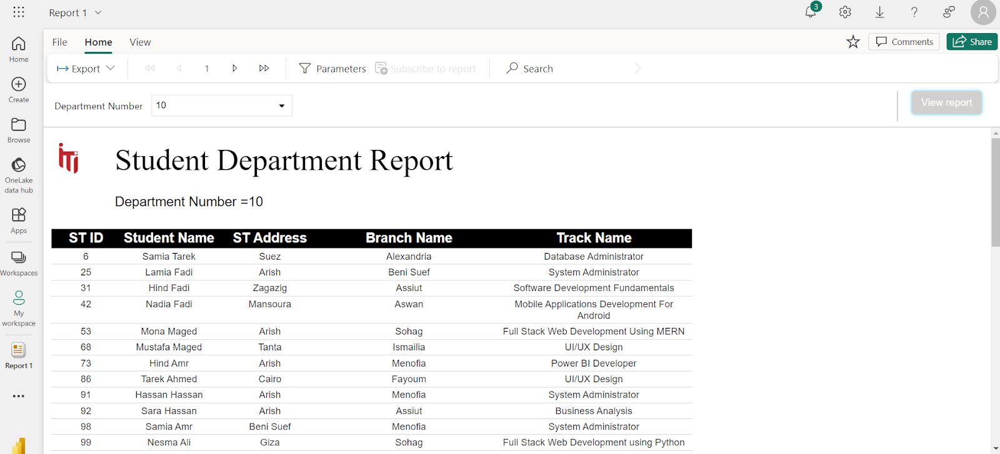 Report 1
3
File Home View
Comments
Share
Export
1
Parameters
Subscribe to report
Search
Department Number
10
View report
Home
Create
Browse
OneLake
data hub
Apps
Workspaces
My
workspace
Report 1
iTi
Student Department Report
Department Number =10
ST ID Student Name ST Address Branch Name Track Name
6 Samia Tarek Suez Alexandria Database Administrator
25 Lamia Fadi Arish Beni Suef System Administrator
31 Hind Fadi Zagazig Assiut Software Development Fundamentals
42 Nadia Fadi Mansoura Aswan Mobile Applications Development For
Android
53 Mona Maged Arish Sohag Full Stack Web Development Using MERN
68 Mustafa Maged Tanta Ismailia UI/UX Design
73 Hind Amr Arish Menofia Power BI Developer
86 Tarek Ahmed Cairo Fayoum UI/UX Design
91 Hassan Hassan Arish Menofia System Administrator
92 Sara Hassan Arish Assiut Business Analysis
98 Samia Amr Beni Suef Menofia System Administrator
99 Nesma Ali Giza Sohag Full Stack Web Development using Python